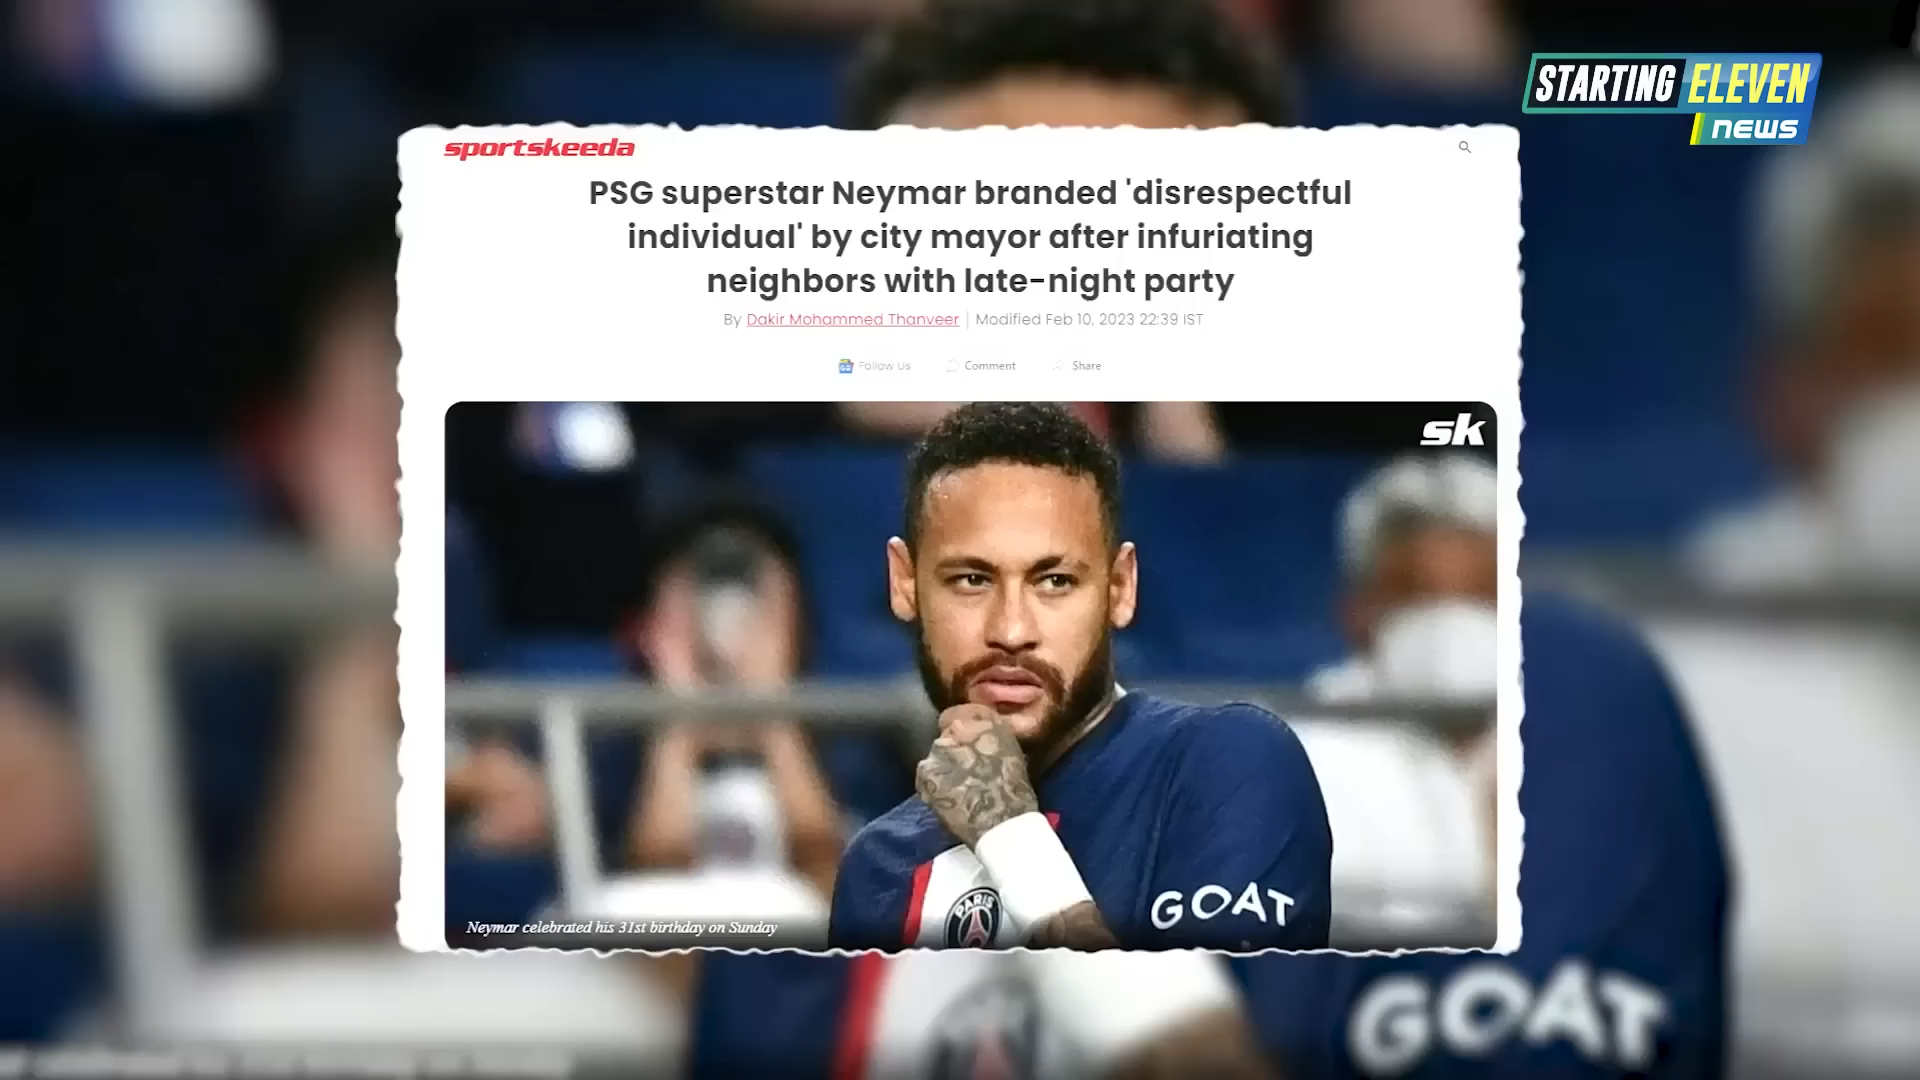 STARTING ELEVEN
news
sportskeeda
PSG superstar Neymar branded 'disrespectful
individual' by city mayor after infuriating
neighbors with late-night party
By Dakir Mohammed Thanveer | Modified Feb 10, 2023 22:39 IST
Follow Us Comment Share
sk
PARIS
GOAT
Neymar celebrated his 31st birthday on Sunday
GOAT